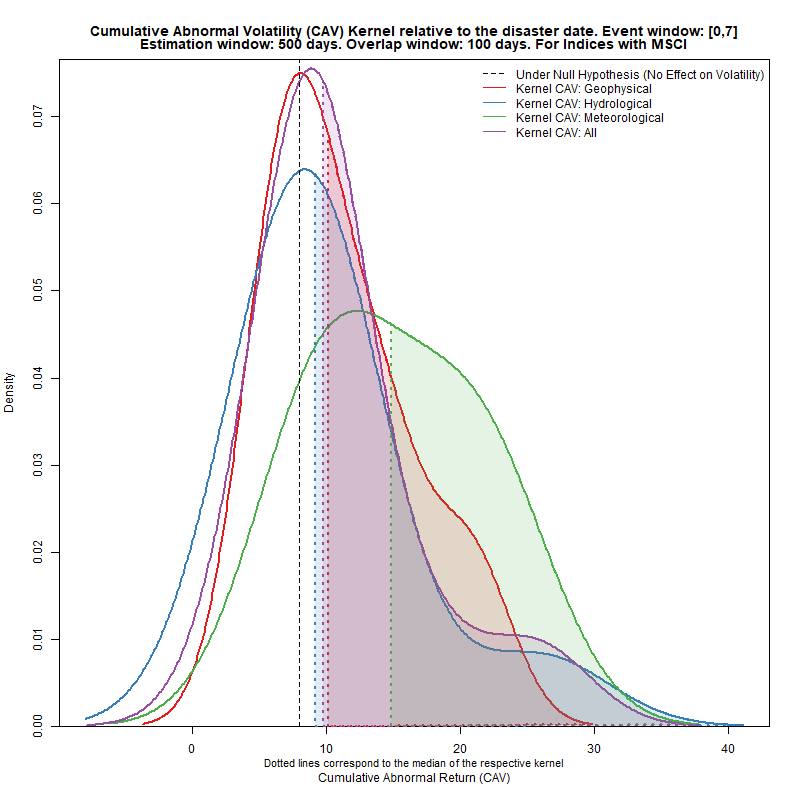 Cumulative Abnormal Volatility (CAV) Kernel relative to the disaster date. Event window: [0,7]
Estimation window: 500 days. Overlap window: 100 days. For Indices with MSCI
Under Null Hypothesis (No Effect on Volatility)
Kernel CAV: Geophysical
Kernel CAV: Hydrological
Kernel CAV: Meteorological
Kernel CAV: All
Density
0.07
0.06
0.05
0.04
0.03
0.02
0.01
0.00
0 10 20 30 40
Dotted lines correspond to the median of the respective kernel
Cumulative Abnormal Return (CAV)